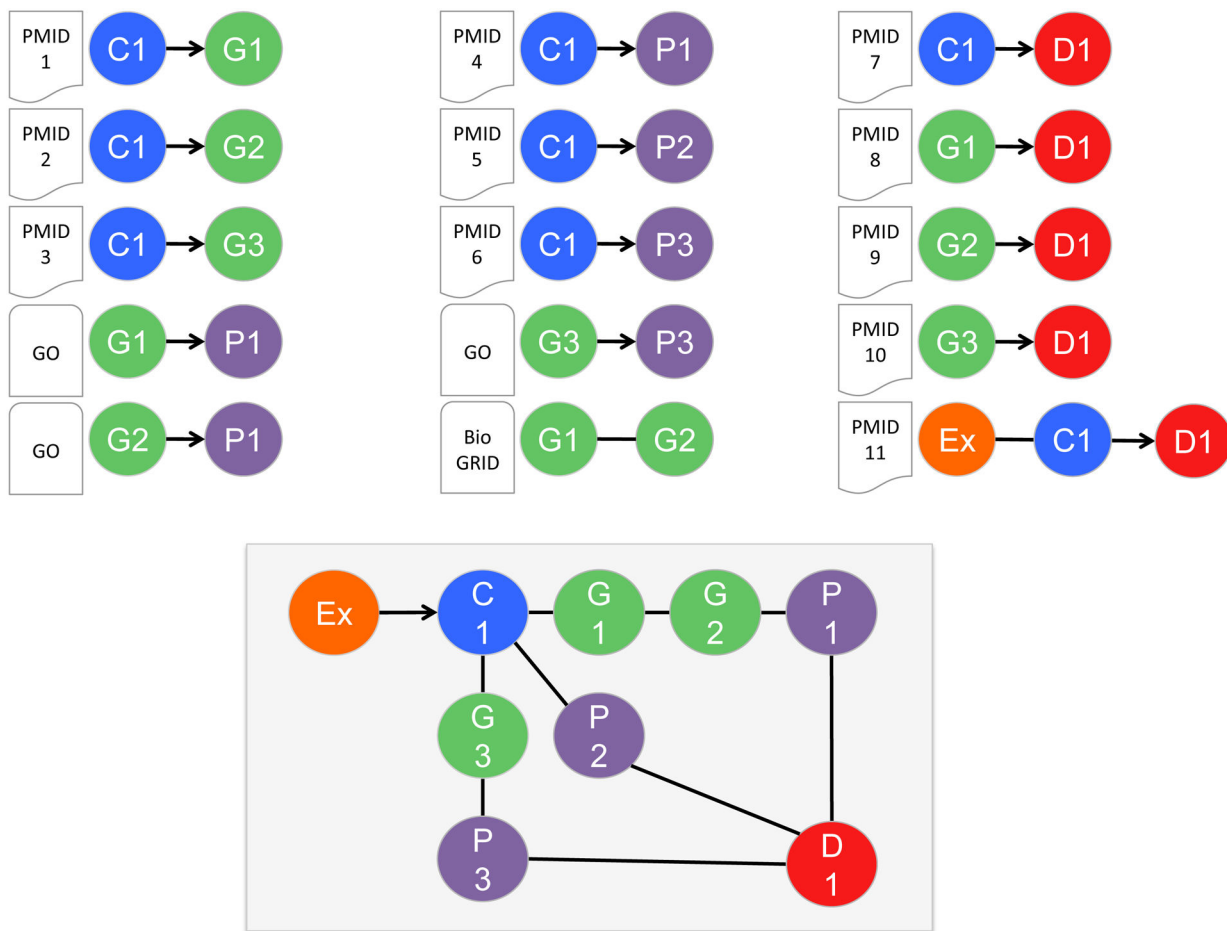 PMID
1
C1
G1
PMID
2
C1
G2
PMID
3
C1
G3
GO
G1
P1
GO
G2
P1
PMID
4
C1
P1
PMID
5
C1
P2
PMID
6
C1
P3
GO
G3
P3
Bio
GRID
G1
G2
PMID
7
C1
D1
PMID
8
G1
D1
PMID
9
G2
D1
PMID
10
G3
D1
PMID
11
Ex
C1
D1
Ex
C
1
G
1
G
2
P
1
G
3
P
2
P
3
D
1